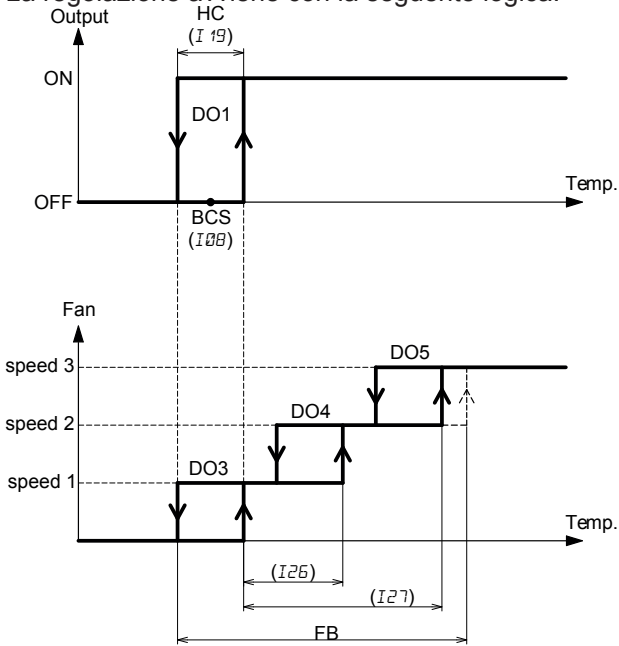 La regolazione avviene con la seguente logica:
Output
HC
(I19)
ON
DO1
OFF
Temp.
BCS
(I08)
Fan
speed 3
DO5
speed 2
DO4
speed 1
DO3
Temp.
(I26)
(I27)
FB